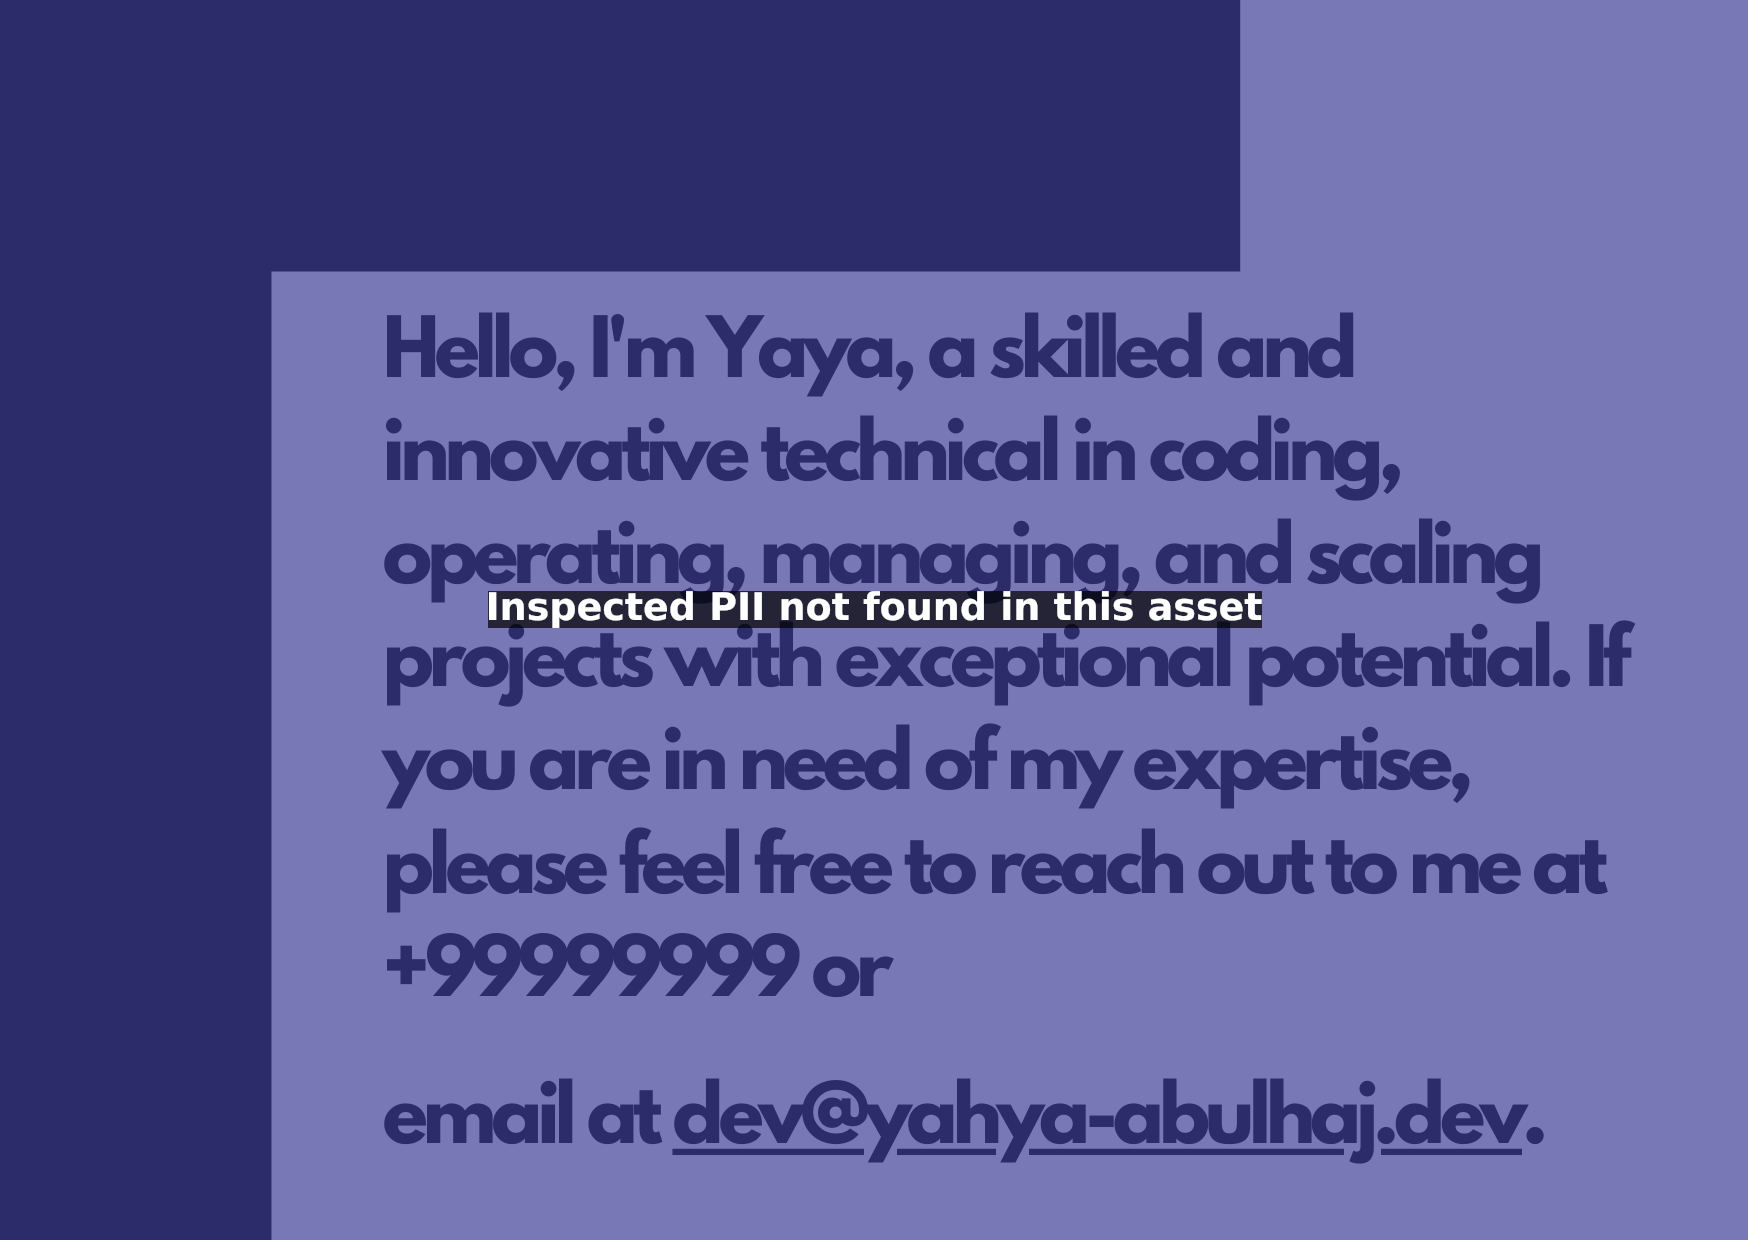 Hello, I'm Yaya, a skilled and
innovative technical in coding,
operating, managing, and scaling
Inspected PII not found in this asset
projects with exceptional potential. If
you are in need of my expertise,
please feel free to reach out to me at
+99999999 or
email at dev@yahya-abulhaj.dev.